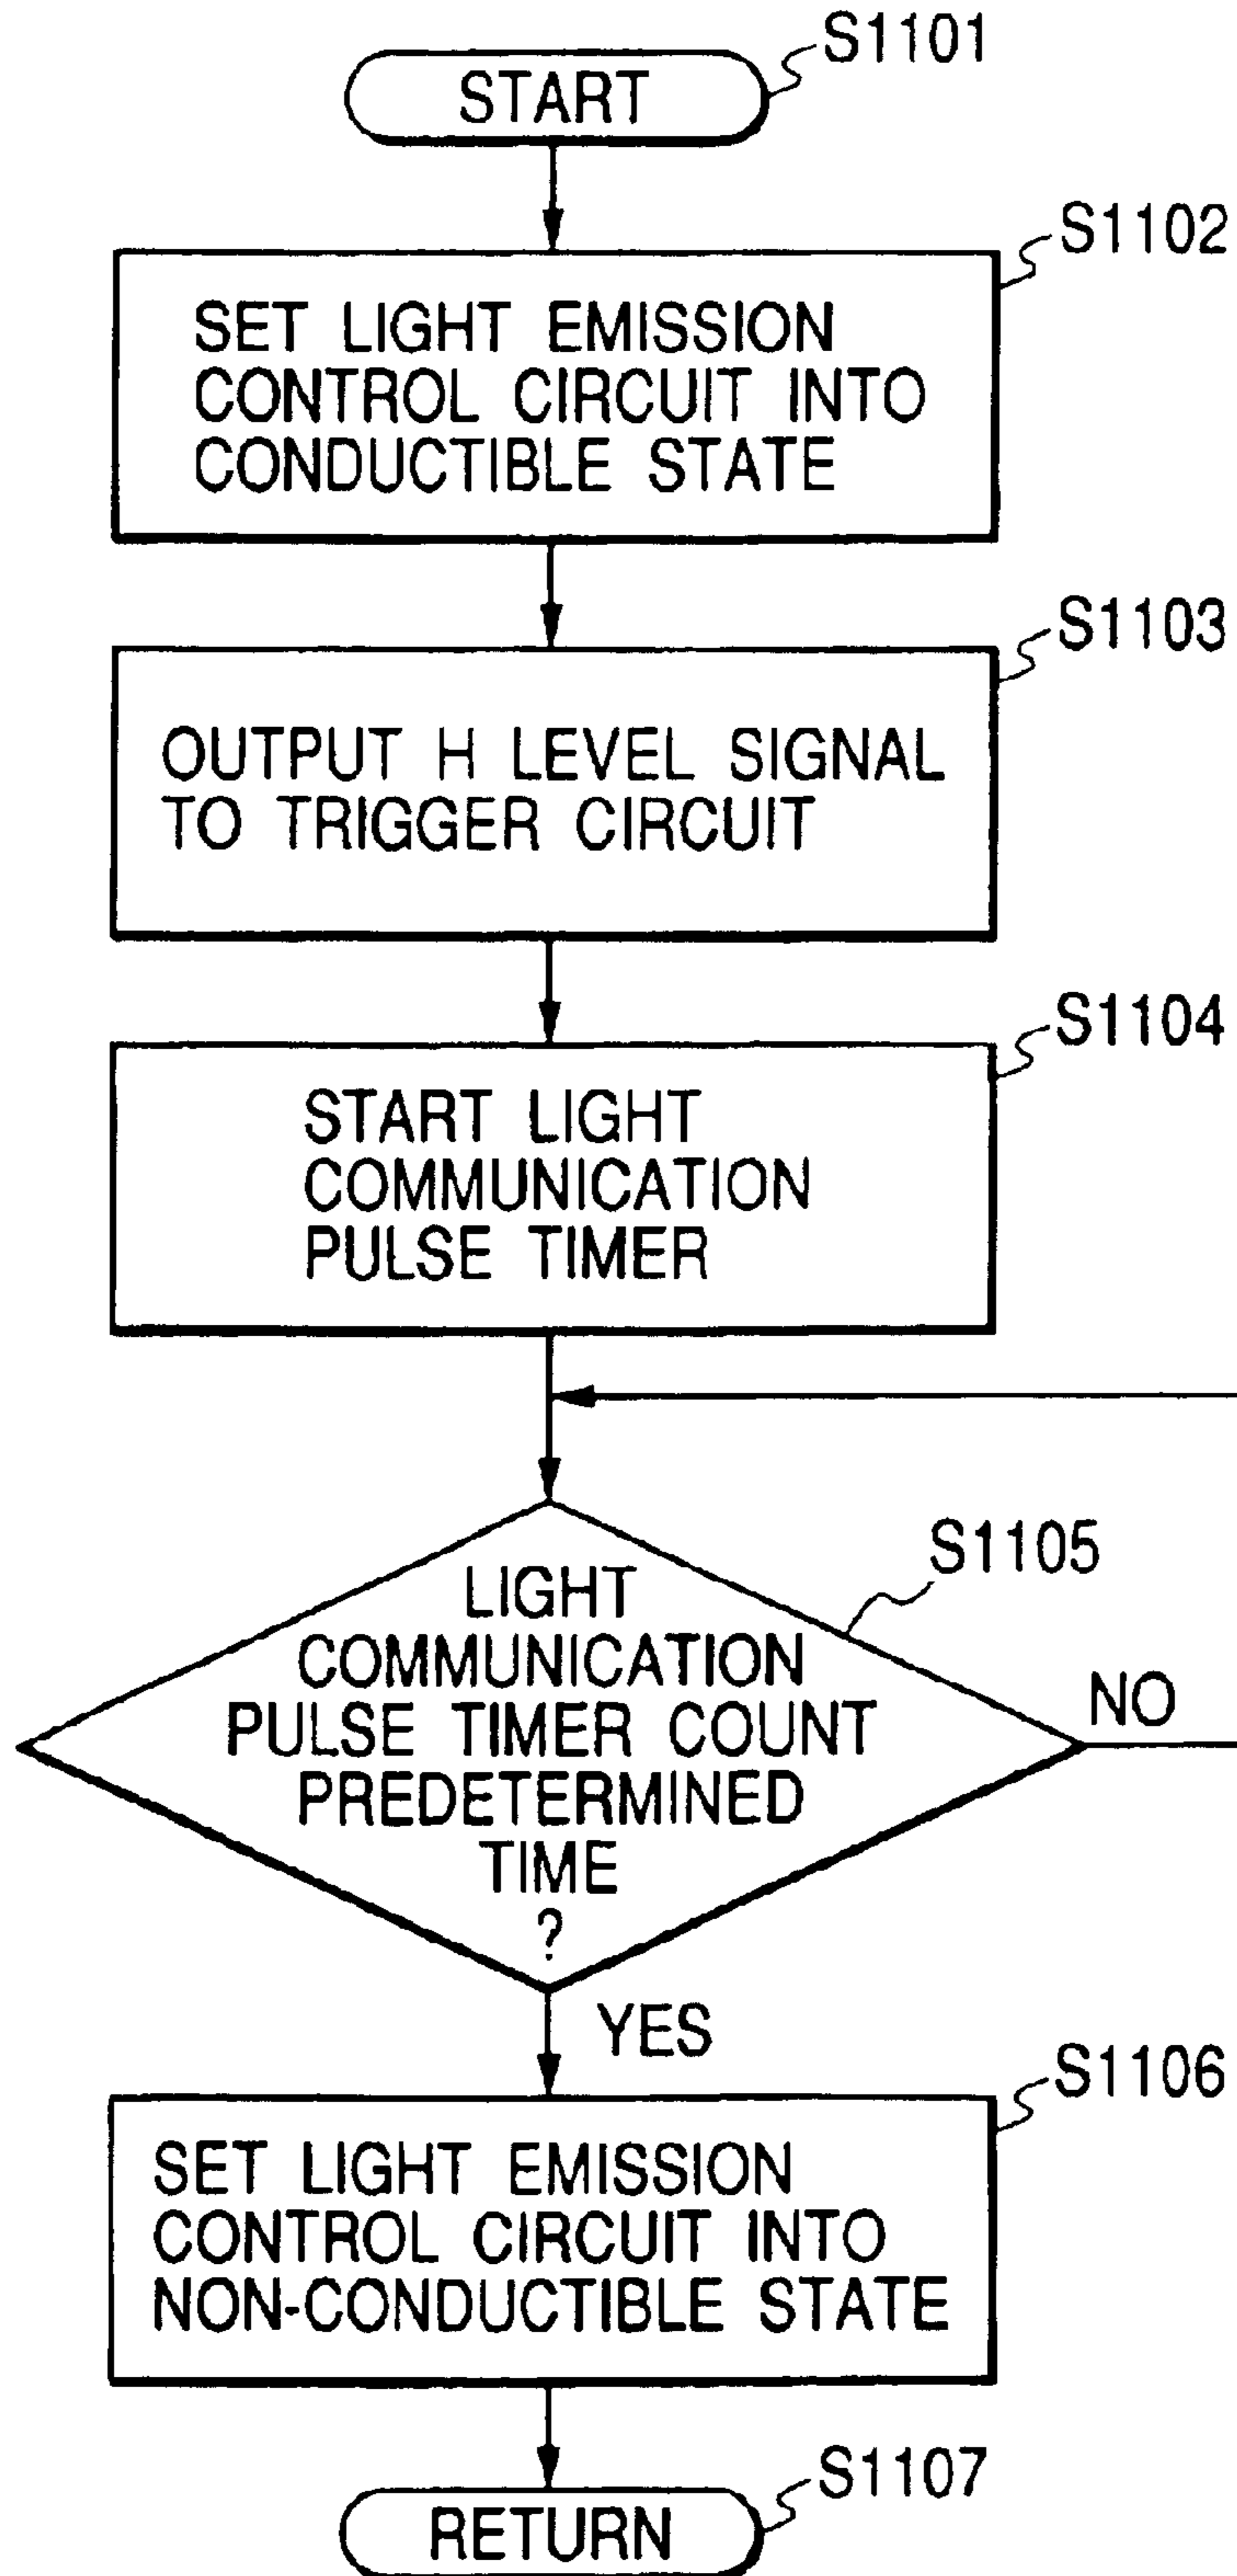 START
S1101
S1102
SET LIGHT EMISSION
CONTROL CIRCUIT INTO
CONDUCTIBLE STATE
S1103
OUTPUT H LEVEL SIGNAL
TO TRIGGER CIRCUIT
S1104
START LIGHT
COMMUNICATION
PULSE TIMER
S1105
LIGHT
COMMUNICATION
PULSE TIMER COUNT
PREDETERMINED
TIME
?
NO
YES
S1106
SET LIGHT EMISSION
CONTROL CIRCUIT INTO
NON-CONDUCTIBLE STATE
S1107
RETURN